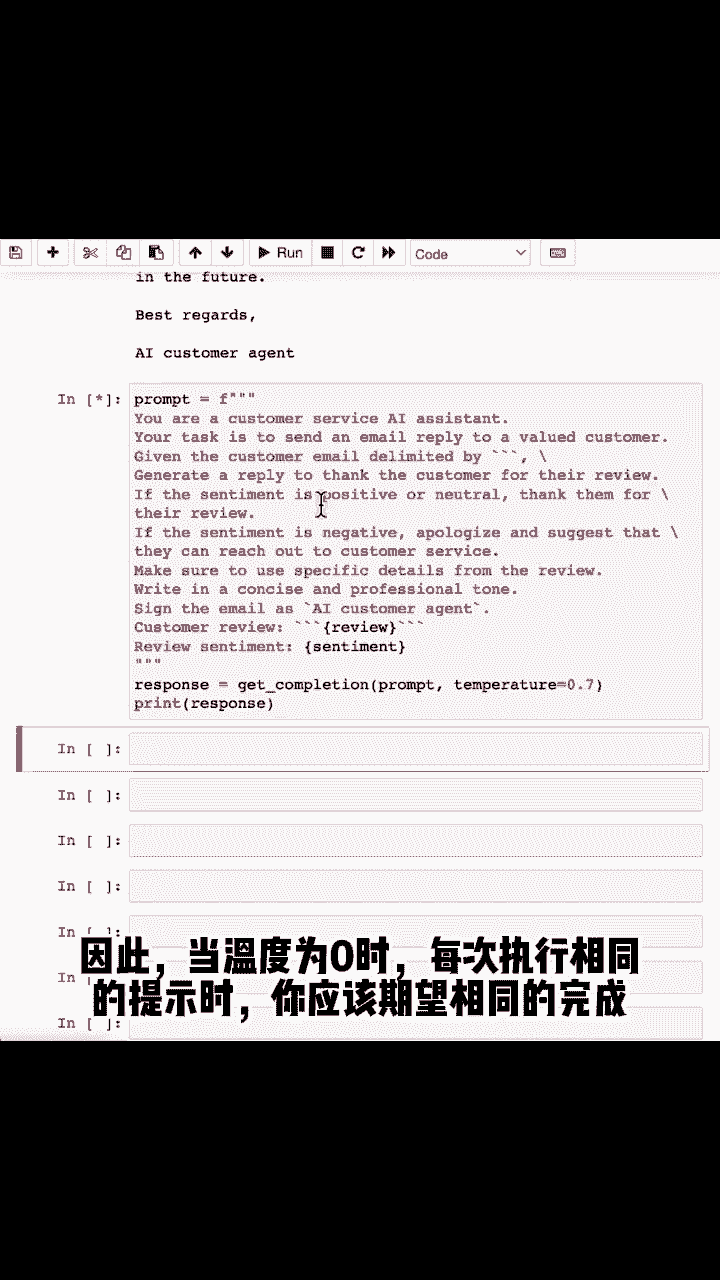 Run
Code
in the future.
Best regards,
AI customer agent
In [*]:
prompt = f"""
You are a customer service AI assistant.
Your task is to send an email reply to a valued customer.
Given the customer email delimited by ```, \
Generate a reply to thank the customer for their review.
If the sentiment is positive or neutral, thank them for \
their review.
If the sentiment is negative, apologize and suggest that \
they can reach out to customer service.
Make sure to use specific details from the review.
Write in a concise and professional tone.
Sign the email as `AI customer agent`.
Customer review: ```{review}```
Review sentiment: {sentiment}
"""
response = get_completion(prompt, temperature=0.7)
print(response)
In [ ]:
In [ ]:
In [ ]:
In [ ]:
In [ ]:
因此，当溫度为0时，每次执行相同
In [ ]:
的提示时，你应该期望相同的完成
In [ ]: